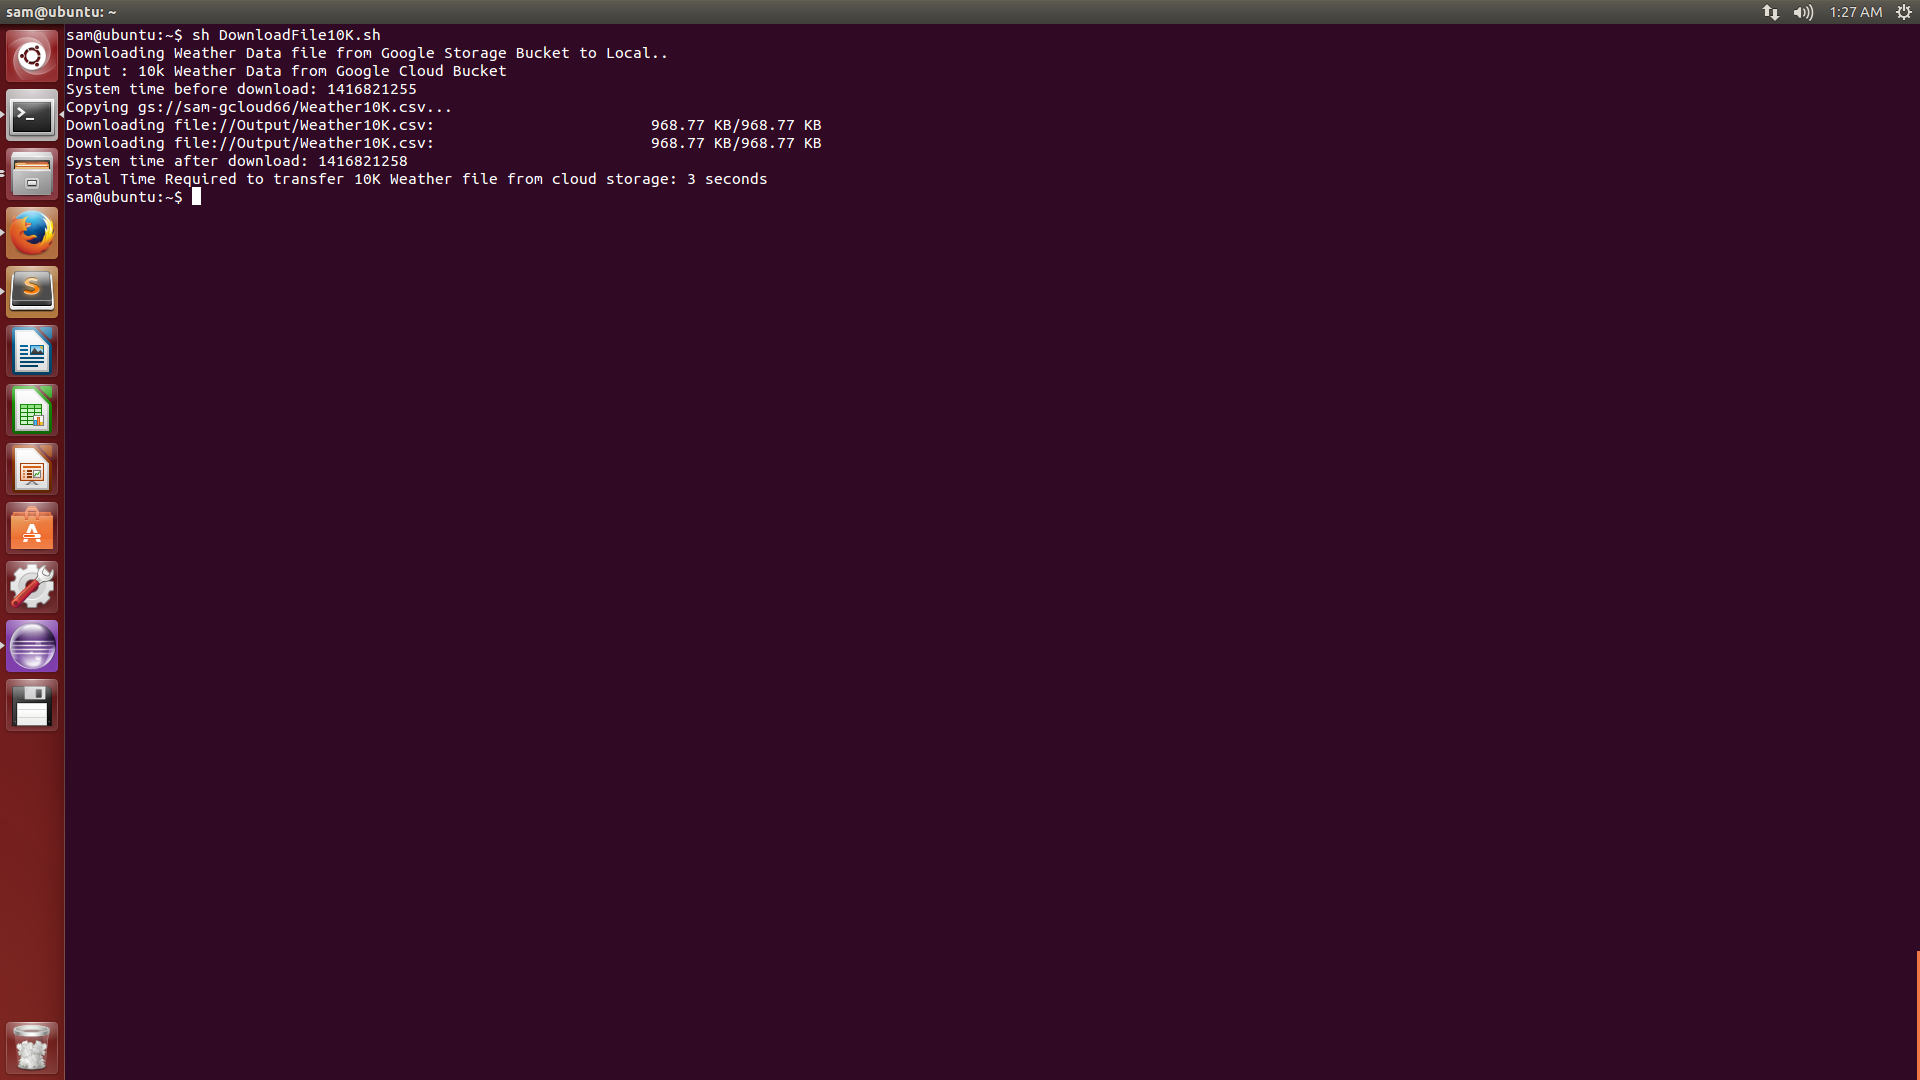 sam@ubuntu: ~
1:27 AM
sam@ubuntu:~$ sh DownloadFile10K.sh
Downloading Weather Data file from Google Storage Bucket to Local..
Input : 10k Weather Data from Google Cloud Bucket
System time before download: 1416821255
Copying gs://sam-gcloud66/Weather10K.csv...
Downloading file://Output/Weather10K.csv:                        968.77 KB/968.77 KB
Downloading file://Output/Weather10K.csv:                        968.77 KB/968.77 KB
System time after download: 1416821258
Total Time Required to transfer 10K Weather file from cloud storage: 3 seconds
sam@ubuntu:~$